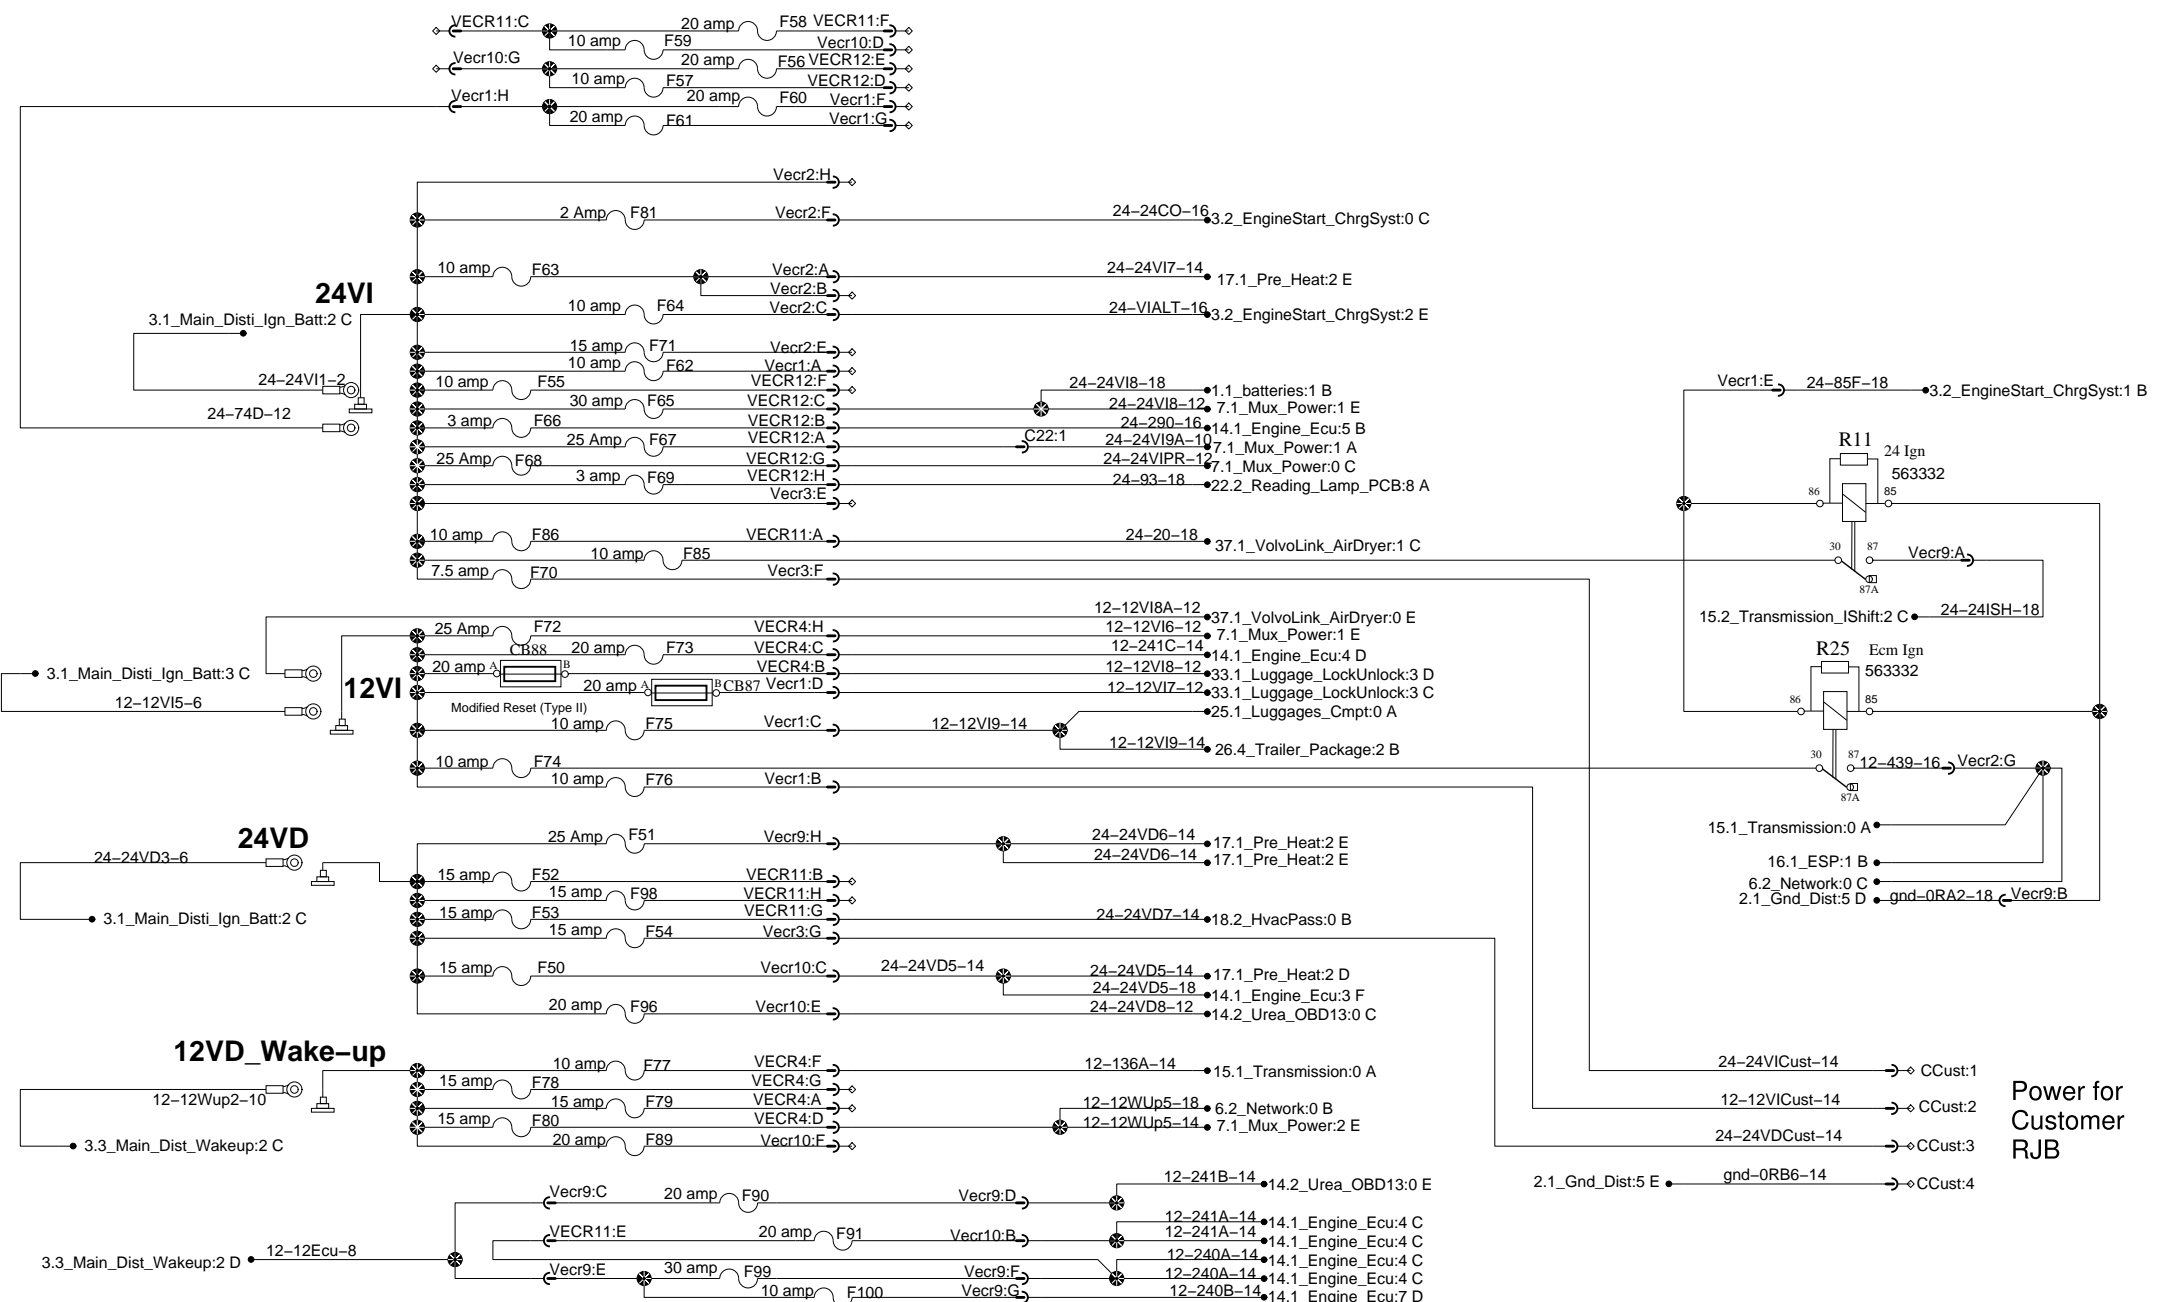 VECR11:C 20 amp F58 VECR11:F
10 amp F59 Vecr10:D
Vecr10:G 20 amp F56 VECR12:E
10 amp F57 VECR12:D
Vecr1:H 20 amp F60 Vecr1:F
20 amp F61 Vecr1:G
Vecr2:H
2 Amp F81 Vecr2:F 24–24CO–16 3.2_EngineStart_ChrgSyst:0 C
10 amp F63 Vecr2:A 24–24VI7–14 17.1_Pre_Heat:2 E
Vecr2:B
24VI
10 amp F64 Vecr2:C 24–VIALT–16 3.2_EngineStart_ChrgSyst:2 E
3.1_Main_Disti_Ign_Batt:2 C
15 amp F71 Vecr2:E
10 amp F62 Vecr1:A
24–24VI1–2
10 amp F55 VECR12:F 24–24VI8–18 1.1_batteries:1 B
30 amp F65 VECR12:C 24–24VI8–12 7.1_Mux_Power:1 E
24–74D–12
3 amp F66 VECR12:B 24–290–16 14.1_Engine_Ecu:5 B
25 Amp F67 VECR12:A C22:1 24–24VI9A–10 7.1_Mux_Power:1 A
25 Amp F68 VECR12:G 24–24VIPR–12 7.1_Mux_Power:0 C
3 amp F69 VECR12:H 24–93–18 22.2_Reading_Lamp_PCB:8 A
Vecr3:E
10 amp F86 VECR11:A 24–20–18 37.1_VolvoLink_AirDryer:1 C
10 amp F85
7.5 amp F70 Vecr3:F
Vecr1:E 24–85F–18 3.2_EngineStart_ChrgSyst:1 B
R11 24 Ign
563332
86 85
30 87 Vecr9:A
87A
15.2_Transmission_IShift:2 C 24–24ISH–18
R25 Ecm Ign
563332
86 85
30 87 12–439–16 Vecr2:G
87A
15.1_Transmission:0 A
16.1_ESP:1 B
6.2_Network:0 C
2.1_Gnd_Dist:5 D gnd–0RA2–18 Vecr9:B
12–12VI8A–12 37.1_VolvoLink_AirDryer:0 E
25 Amp F72 VECR4:H 12–12VI6–12 7.1_Mux_Power:1 E
20 amp F73 VECR4:C 12–241C–14 14.1_Engine_Ecu:4 D
3.1_Main_Disti_Ign_Batt:3 C
20 amp A CB88 B VECR4:B 12–12VI8–12 33.1_Luggage_LockUnlock:3 D
12VI
20 amp A B CB87 Vecr1:D 12–12VI7–12 33.1_Luggage_LockUnlock:3 C
12–12VI5–6
Modified Reset (Type II)
25.1_Luggages_Cmpt:0 A
10 amp F75 Vecr1:C 12–12VI9–14
12–12VI9–14 26.4_Trailer_Package:2 B
10 amp F74
10 amp F76 Vecr1:B
24VD
25 Amp F51 Vecr9:H 24–24VD6–14 17.1_Pre_Heat:2 E
24–24VD3–6
24–24VD6–14 17.1_Pre_Heat:2 E
15 amp F52 VECR11:B
15 amp F98 VECR11:H
3.1_Main_Disti_Ign_Batt:2 C
15 amp F53 VECR11:G 24–24VD7–14 18.2_HvacPass:0 B
15 amp F54 Vecr3:G
15 amp F50 Vecr10:C 24–24VD5–14 24–24VD5–14 17.1_Pre_Heat:2 D
24–24VD5–18 14.1_Engine_Ecu:3 F
20 amp F96 Vecr10:E 24–24VD8–12 14.2_Urea_OBD13:0 C
12VD_Wake–up
10 amp F77 VECR4:F 12–136A–14 15.1_Transmission:0 A
12–12Wup2–10
15 amp F78 VECR4:G
15 amp F79 VECR4:A 12–12WUp5–18 6.2_Network:0 B
15 amp F80 VECR4:D 12–12WUp5–14 7.1_Mux_Power:2 E
3.3_Main_Dist_Wakeup:2 C
20 amp F89 Vecr10:F
24–24VICust–14 CCust:1
12–12VICust–14 CCust:2
24–24VDCust–14 CCust:3
2.1_Gnd_Dist:5 E gnd–0RB6–14 CCust:4
Power for
Customer
RJB
12–241B–14 14.2_Urea_OBD13:0 E
Vecr9:C 20 amp F90 Vecr9:D
12–241A–14 14.1_Engine_Ecu:4 C
VECR11:E 20 amp F91 Vecr10:B 12–241A–14 14.1_Engine_Ecu:4 C
3.3_Main_Dist_Wakeup:2 D 12–12Ecu–8
12–240A–14 14.1_Engine_Ecu:4 C
Vecr9:E 30 amp F99 Vecr9:F 12–240A–14 14.1_Engine_Ecu:4 C
10 amp F100 Vecr9:G 12–240B–14 14.1_Engine_Ecu:7 D